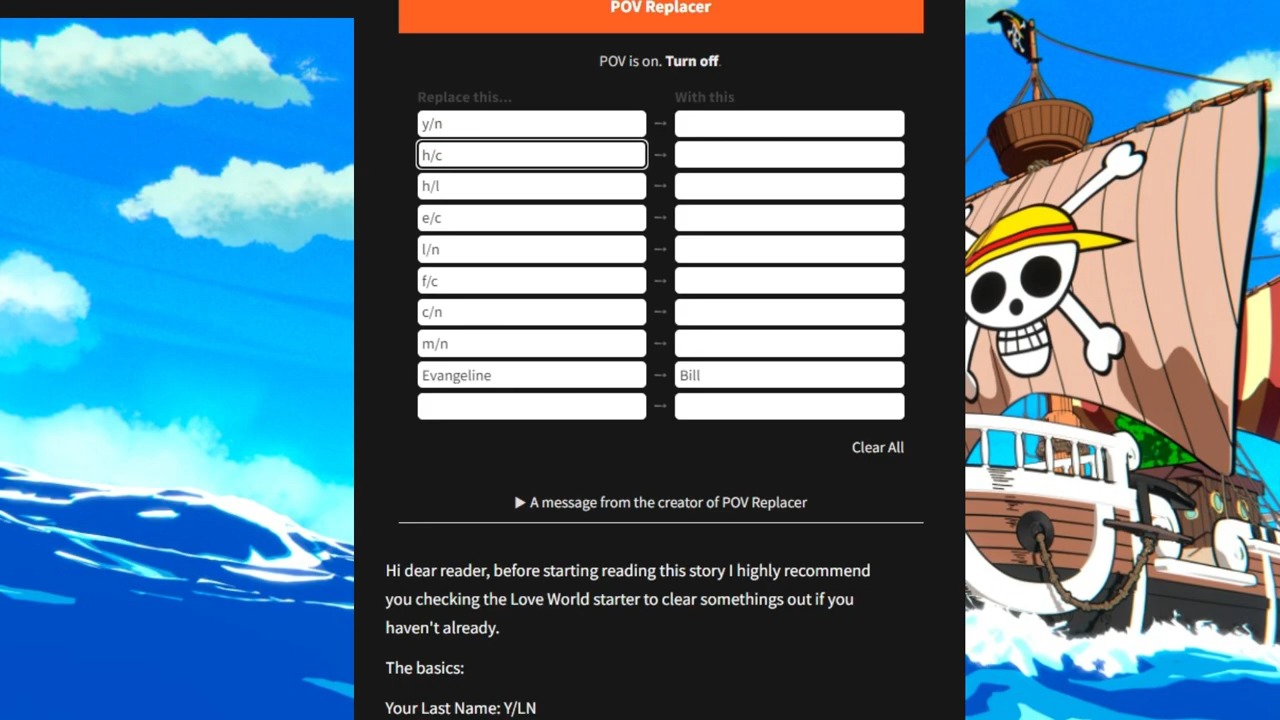 POV Replacer
POV is on. Turn off.
Replace this... With this
y/n →
h/c →
h/l →
e/c →
l/n →
f/c →
c/n →
m/n →
Evangeline → Bill
→
Clear All
▶ A message from the creator of POV Replacer
Hi dear reader, before starting reading this story I highly recommend
you checking the Love World starter to clear somethings out if you
haven't already.
The basics:
Your Last Name: Y/LN